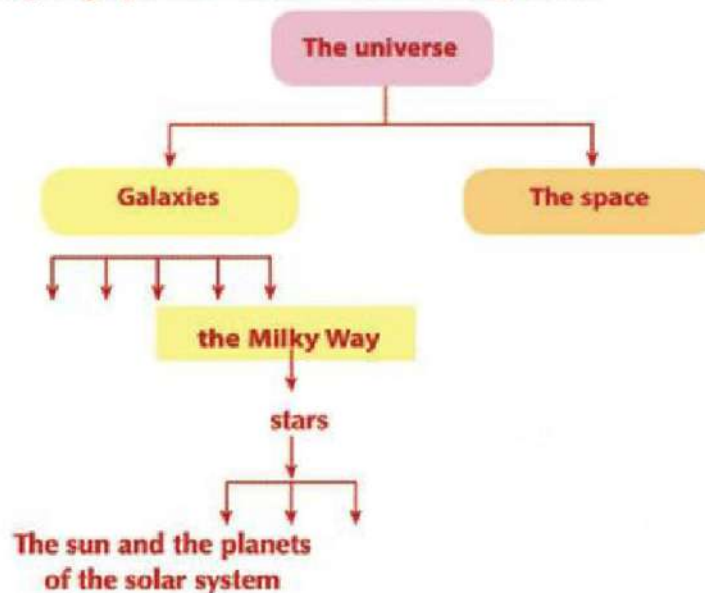 The universe
Galaxies
The space
the Milky Way
stars
The sun and the planets
of the solar system